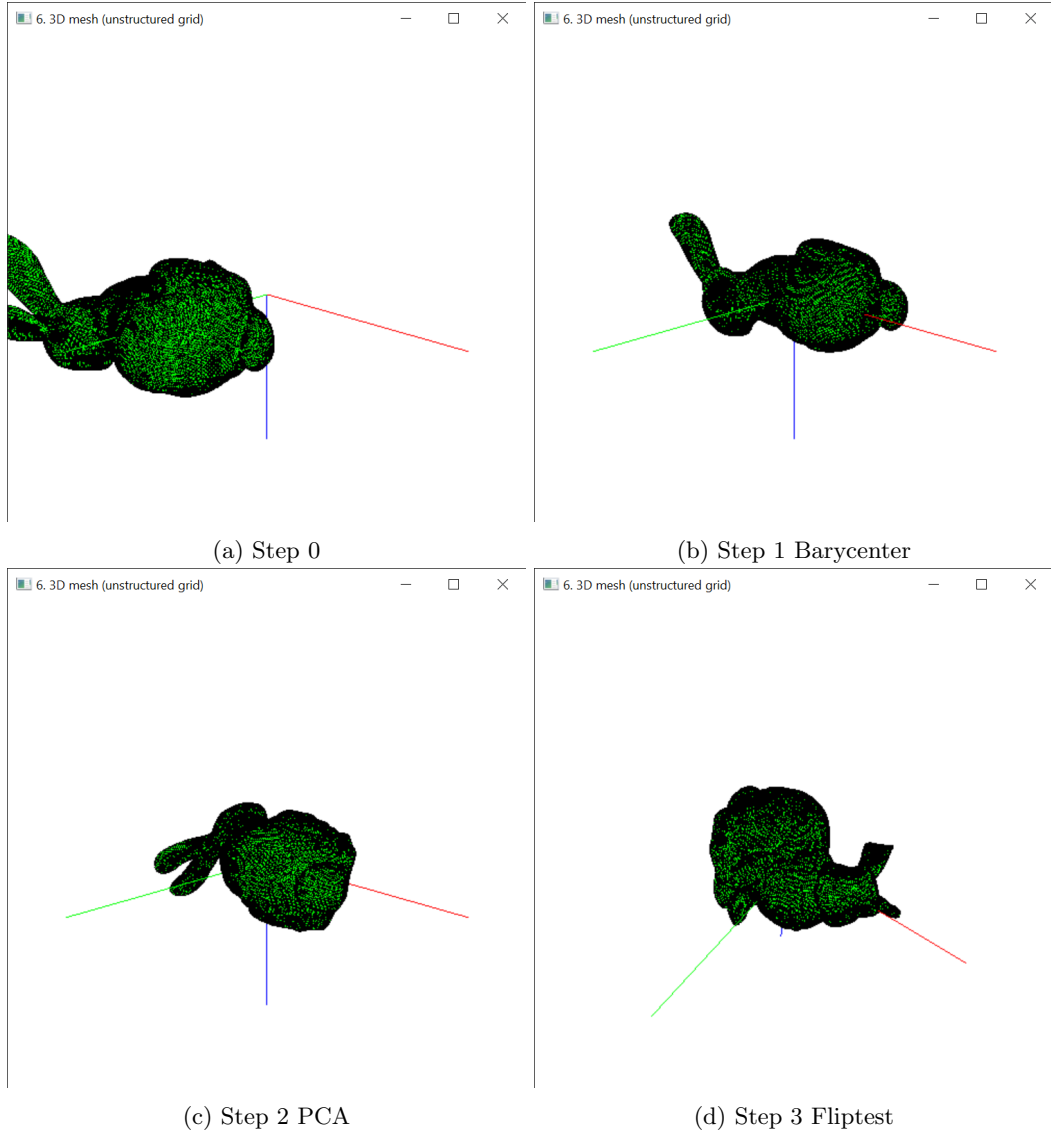 6. 3D mesh (unstructured grid)
6. 3D mesh (unstructured grid)
(a) Step 0
(b) Step 1 Barycenter
6. 3D mesh (unstructured grid)
6. 3D mesh (unstructured grid)
(c) Step 2 PCA
(d) Step 3 Fliptest